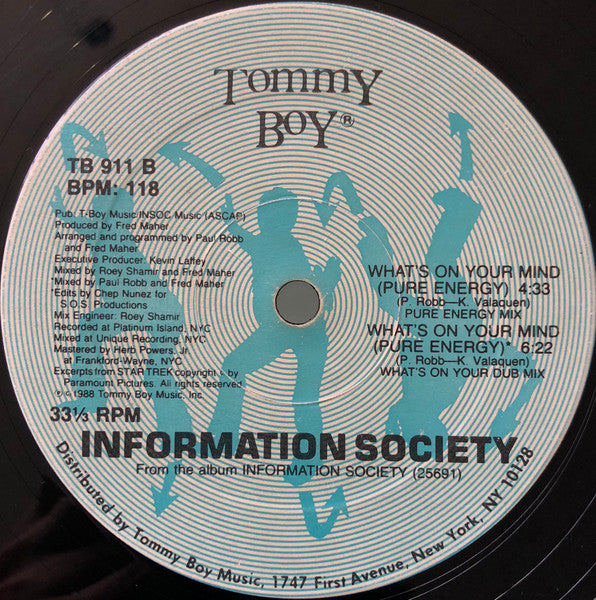 Tommy
Boy®
TB 911 B
BPM: 118
Pub: T-Boy Music/INSOC Music (ASCAP)
Produced by Fred Maher
Arranged and programmed by Paul Robb
and Fred Maher
Executive Producer: Kevin Laffey
Mixed by Roey Shamir and Fred Maher
*Mixed by Paul Robb and Fred Maher
Edits by Chep Nunez for
S.O.S. Productions
Mix Engineer: Roey Shamir
Recorded at Platinum Island, NYC
Mixed at Unique Recording, NYC
Mastered by Herb Powers, Jr.
at Frankford-Wayne, NYC
Excerpts from STAR TREK copyright © by
Paramount Pictures. All rights reserved
℗ © 1988 Tommy Boy Music, Inc.
33⅓ RPM
WHAT'S ON YOUR MIND
(PURE ENERGY) 4:33
(P. Robb—K. Valaquen)
PURE ENERGY MIX
WHAT'S ON YOUR MIND
(PURE ENERGY)* 6:22
(P. Robb—K. Valaquen)
WHAT'S ON YOUR DUB MIX
INFORMATION SOCIETY
From the album INFORMATION SOCIETY (25691)
Distributed by Tommy Boy Music, 1747 First Avenue, New York, NY 10128